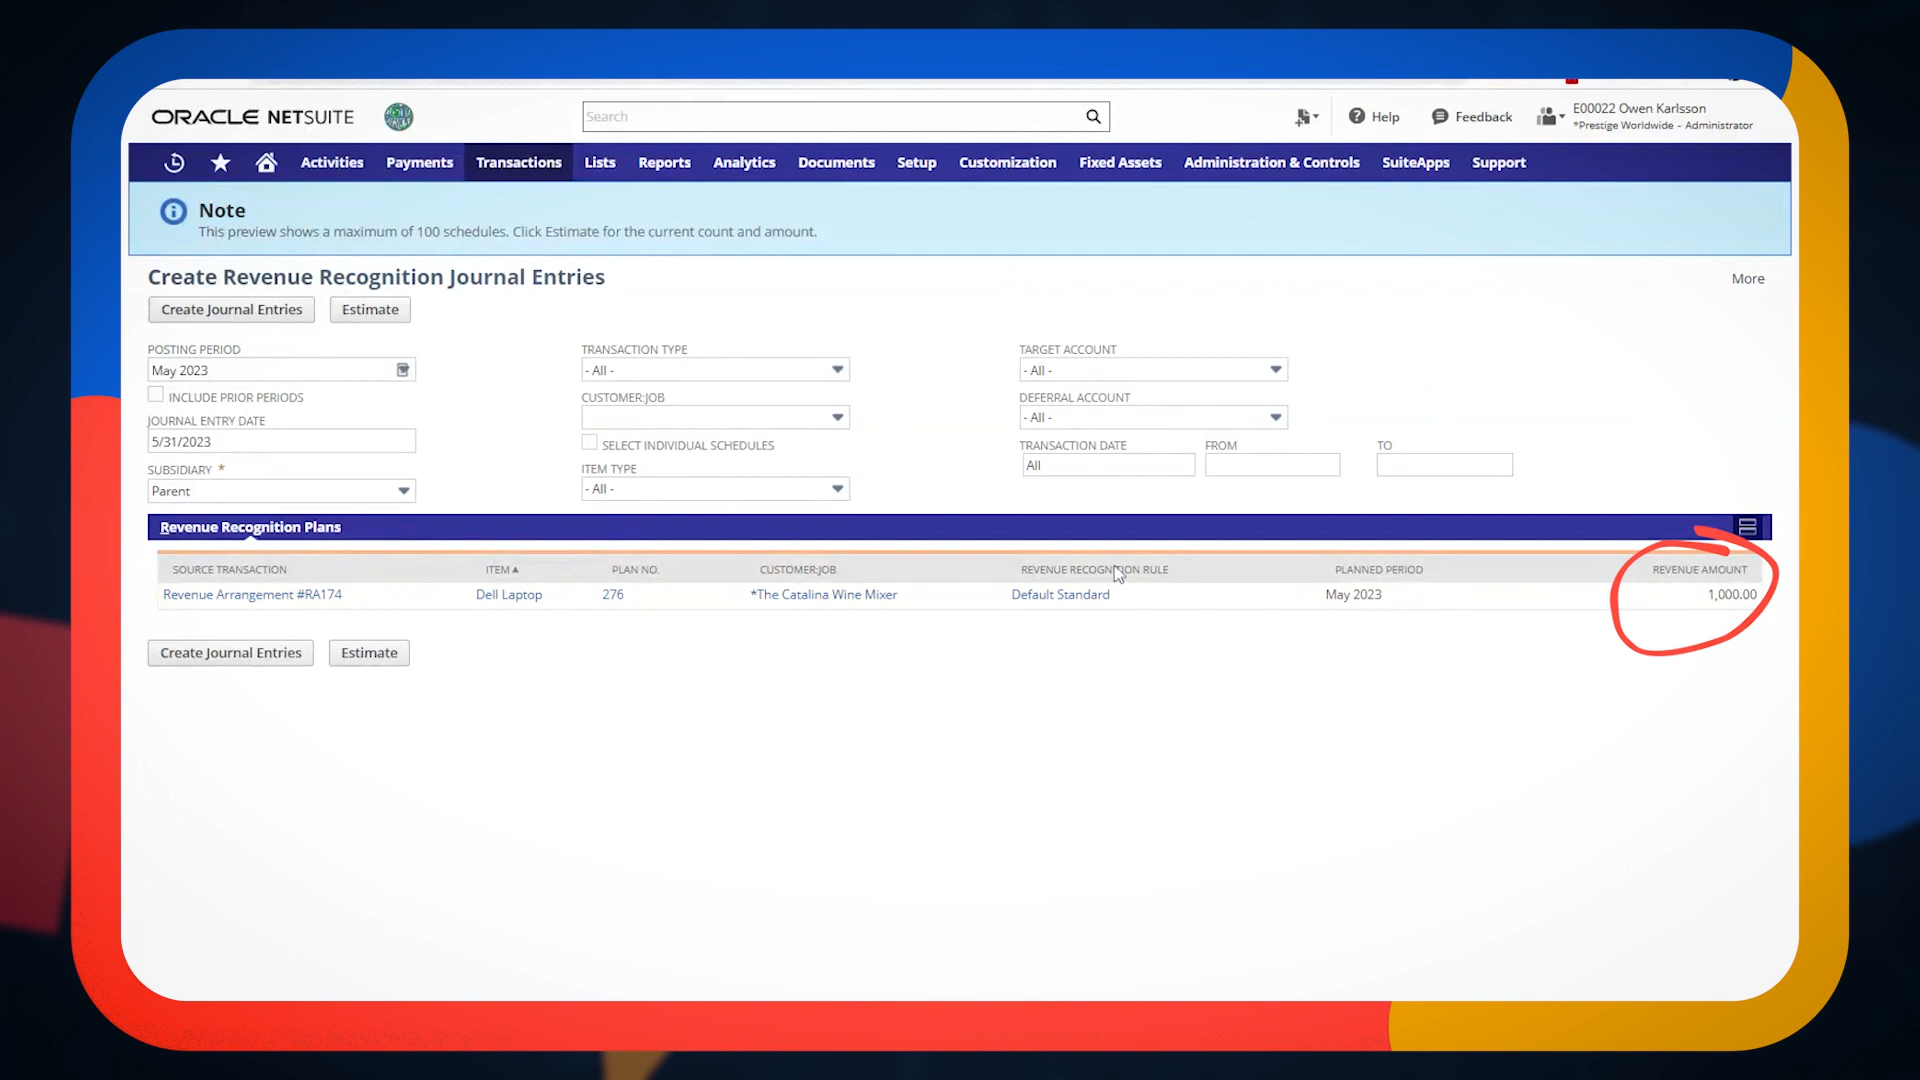 ORACLE NETSUITE
Search
Help
Feedback
E00022 Owen Karlsson
*Prestige Worldwide - Administrator
Activities
Payments
Transactions
Lists
Reports
Analytics
Documents
Setup
Customization
Fixed Assets
Administration & Controls
SuiteApps
Support
Note
This preview shows a maximum of 100 schedules. Click Estimate for the current count and amount.
Create Revenue Recognition Journal Entries
More
Create Journal Entries
Estimate
POSTING PERIOD
May 2023
INCLUDE PRIOR PERIODS
JOURNAL ENTRY DATE
5/31/2023
SUBSIDIARY *
Parent
TRANSACTION TYPE
- All -
CUSTOMER:JOB
SELECT INDIVIDUAL SCHEDULES
ITEM TYPE
- All -
TARGET ACCOUNT
- All -
DEFERRAL ACCOUNT
- All -
TRANSACTION DATE FROM TO
All
Revenue Recognition Plans
SOURCE TRANSACTION ITEM PLAN NO. CUSTOMER:JOB REVENUE RECOGNITION RULE PLANNED PERIOD REVENUE AMOUNT
Revenue Arrangement #RA174 Dell Laptop 276 *The Catalina Wine Mixer Default Standard May 2023 1,000.00
Create Journal Entries
Estimate